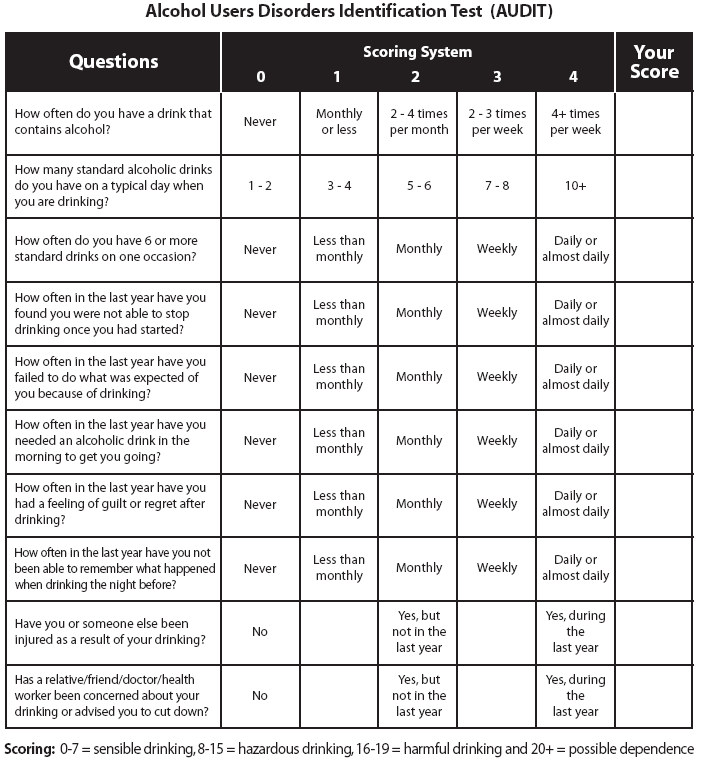 Alcohol Users Disorders Identification Test (AUDIT)
Questions
Scoring System
0 1 2 3 4
Your
Score
How often do you have a drink that
contains alcohol?
Never
Monthly
or less
2 - 4 times
per month
2 - 3 times
per week
4+ times
per week
How many standard alcoholic drinks
do you have on a typical day when
you are drinking?
1 - 2
3 - 4
5 - 6
7 - 8
10+
How often do you have 6 or more
standard drinks on one occasion?
Never
Less than
monthly
Monthly
Weekly
Daily or
almost daily
How often in the last year have you
found you were not able to stop
drinking once you had started?
Never
Less than
monthly
Monthly
Weekly
Daily or
almost daily
How often in the last year have you
failed to do what was expected of
you because of drinking?
Never
Less than
monthly
Monthly
Weekly
Daily or
almost daily
How often in the last year have you
needed an alcoholic drink in the
morning to get you going?
Never
Less than
monthly
Monthly
Weekly
Daily or
almost daily
How often in the last year have you
had a feeling of guilt or regret after
drinking?
Never
Less than
monthly
Monthly
Weekly
Daily or
almost daily
How often in the last year have you not
been able to remember what happened
when drinking the night before?
Never
Less than
monthly
Monthly
Weekly
Daily or
almost daily
Have you or someone else been
injured as a result of your drinking?
No
Yes, but
not in the
last year
Yes, during
the
last year
Has a relative/friend/doctor/health
worker been concerned about your
drinking or advised you to cut down?
No
Yes, but
not in the
last year
Yes, during
the
last year
Scoring: 0-7 = sensible drinking, 8-15 = hazardous drinking, 16-19 = harmful drinking and 20+ = possible dependence